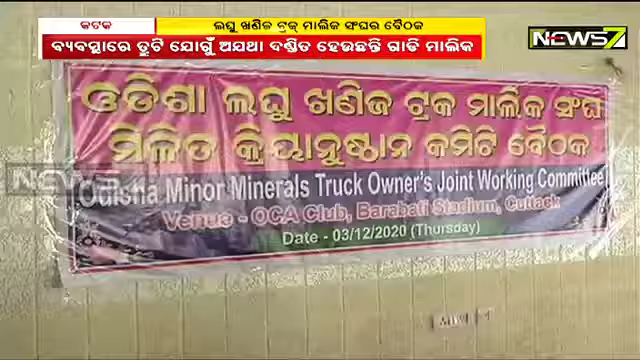 କଟକ
ଲଘୁ ଖଣିଜ ଟ୍ରକ୍ ମାଲିକ ସଂଘର ବୈଠକ
NEWS7
ବ୍ୟବସ୍ଥାରେ ତ୍ରୁଟି ଯୋଗୁଁ ଅଯଥା ଦଣ୍ଡିତ ହେଉଛନ୍ତି ଗାଡି ମାଲିକ
ଓଡିଶା ଲଘୁ ଖଣିଜ ଟ୍ରକ ମାଲିକ ସଂଘ
ମିଳିତ କ୍ରିୟାନୁଷ୍ଠାନ କମିଟି ବୈଠକ
Odisha Minor Minerals Truck Owner's Joint Working Committee
Venue - OCA Club, Barabati Stadium, Cuttack
Date - 03/12/2020 (Thursday)